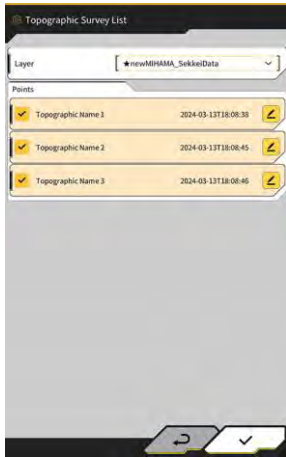 Topographic Survey List
Layer
★newMIHAMA_SekkeiData
Points
Topographic Name 1 2024-03-13T18:08:38
Topographic Name 2 2024-03-13T18:08:45
Topographic Name 3 2024-03-13T18:08:46